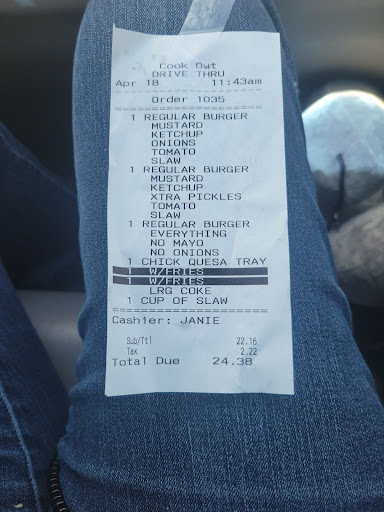 Cook Out
DRIVE THRU
Apr 18 11:43am
Order 1035
1 REGULAR BURGER
MUSTARD
KETCHUP
ONIONS
TOMATO
SLAW
1 REGULAR BURGER
MUSTARD
KETCHUP
XTRA PICKLES
TOMATO
SLAW
1 REGULAR BURGER
EVERYTHING
NO MAYO
NO ONIONS
1 CHICK QUESA TRAY
1 W/FRIES
1 W/FRIES
LRG COKE
1 CUP OF SLAW
Cashier: JANIE
Sub/Ttl 22.16
Tax 2.22
Total Due 24.38